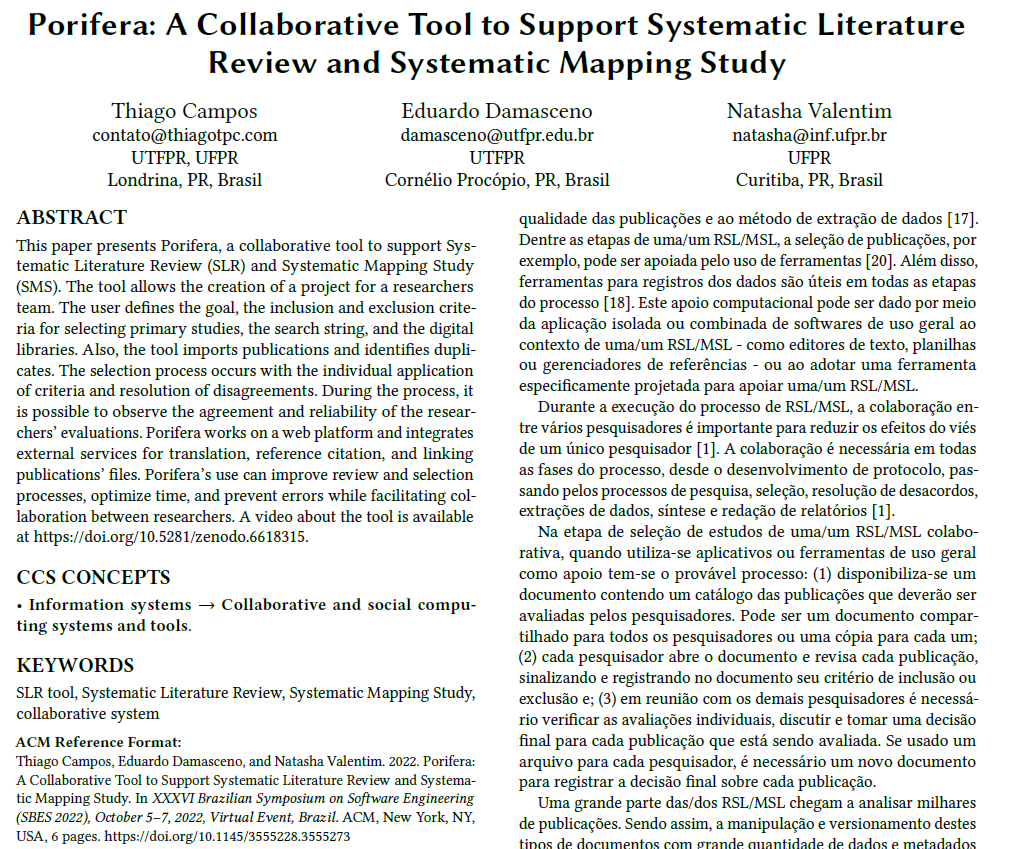 Porifera: A Collaborative Tool to Support Systematic Literature
Review and Systematic Mapping Study
Thiago Campos
contato@thiagotpc.com
UTFPR, UFPR
Londrina, PR, Brasil
Eduardo Damasceno
damasceno@utfpr.edu.br
UTFPR
Cornélio Procópio, PR, Brasil
Natasha Valentim
natasha@inf.ufpr.br
UFPR
Curitiba, PR, Brasil
ABSTRACT
This paper presents Porifera, a collaborative tool to support Sys-
tematic Literature Review (SLR) and Systematic Mapping Study
(SMS). The tool allows the creation of a project for a researchers
team. The user defines the goal, the inclusion and exclusion crite-
ria for selecting primary studies, the search string, and the digital
libraries. Also, the tool imports publications and identifies dupli-
cates. The selection process occurs with the individual application
of criteria and resolution of disagreements. During the process, it
is possible to observe the agreement and reliability of the resear-
chers' evaluations. Porifera works on a web platform and integrates
external services for translation, reference citation, and linking
publications' files. Porifera's use can improve review and selection
processes, optimize time, and prevent errors while facilitating col-
laboration between researchers. A video about the tool is available
at https://doi.org/10.5281/zenodo.6618315.
CCS CONCEPTS
• Information systems → Collaborative and social compu-
ting systems and tools.
KEYWORDS
SLR tool, Systematic Literature Review, Systematic Mapping Study,
collaborative system
ACM Reference Format:
Thiago Campos, Eduardo Damasceno, and Natasha Valentim. 2022. Porifera:
A Collaborative Tool to Support Systematic Literature Review and Systema-
tic Mapping Study. In XXXVI Brazilian Symposium on Software Engineering
(SBES 2022), October 5–7, 2022, Virtual Event, Brazil. ACM, New York, NY,
USA, 6 pages. https://doi.org/10.1145/3555228.3555273
qualidade das publicações e ao método de extração de dados [17].
Dentre as etapas de uma/um RSL/MSL, a seleção de publicações, por
exemplo, pode ser apoiada pelo uso de ferramentas [20]. Além disso,
ferramentas para registros dos dados são úteis em todas as etapas
do processo [18]. Este apoio computacional pode ser dado por meio
da aplicação isolada ou combinada de softwares de uso geral ao
contexto de uma/um RSL/MSL - como editores de texto, planilhas
ou gerenciadores de referências - ou ao adotar uma ferramenta
especificamente projetada para apoiar uma/um RSL/MSL.
Durante a execução do processo de RSL/MSL, a colaboração en-
tre vários pesquisadores é importante para reduzir os efeitos do viés
de um único pesquisador [1]. A colaboração é necessária em todas
as fases do processo, desde o desenvolvimento de protocolo, pas-
sando pelos processos de pesquisa, seleção, resolução de desacordos,
extrações de dados, síntese e redação de relatórios [1].
Na etapa de seleção de estudos de uma/um RSL/MSL colabo-
rativa, quando utiliza-se aplicativos ou ferramentas de uso geral
como apoio tem-se o provável processo: (1) disponibiliza-se um
documento contendo um catálogo das publicações que deverão ser
avaliadas pelos pesquisadores. Pode ser um documento compar-
tilhado para todos os pesquisadores ou uma cópia para cada um;
(2) cada pesquisador abre o documento e revisa cada publicação,
sinalizando e registrando no documento seu critério de inclusão ou
exclusão e; (3) em reunião com os demais pesquisadores é necessá-
rio verificar as avaliações individuais, discutir e tomar uma decisão
final para cada publicação que está sendo avaliada. Se usado um
arquivo para cada pesquisador, é necessário um novo documento
para registrar a decisão final sobre cada publicação.
Uma grande parte das/dos RSL/MSL chegam a analisar milhares
de publicações. Sendo assim, a manipulação e versionamento destes
tipos de documentos com grande quantidade de dados e metadados